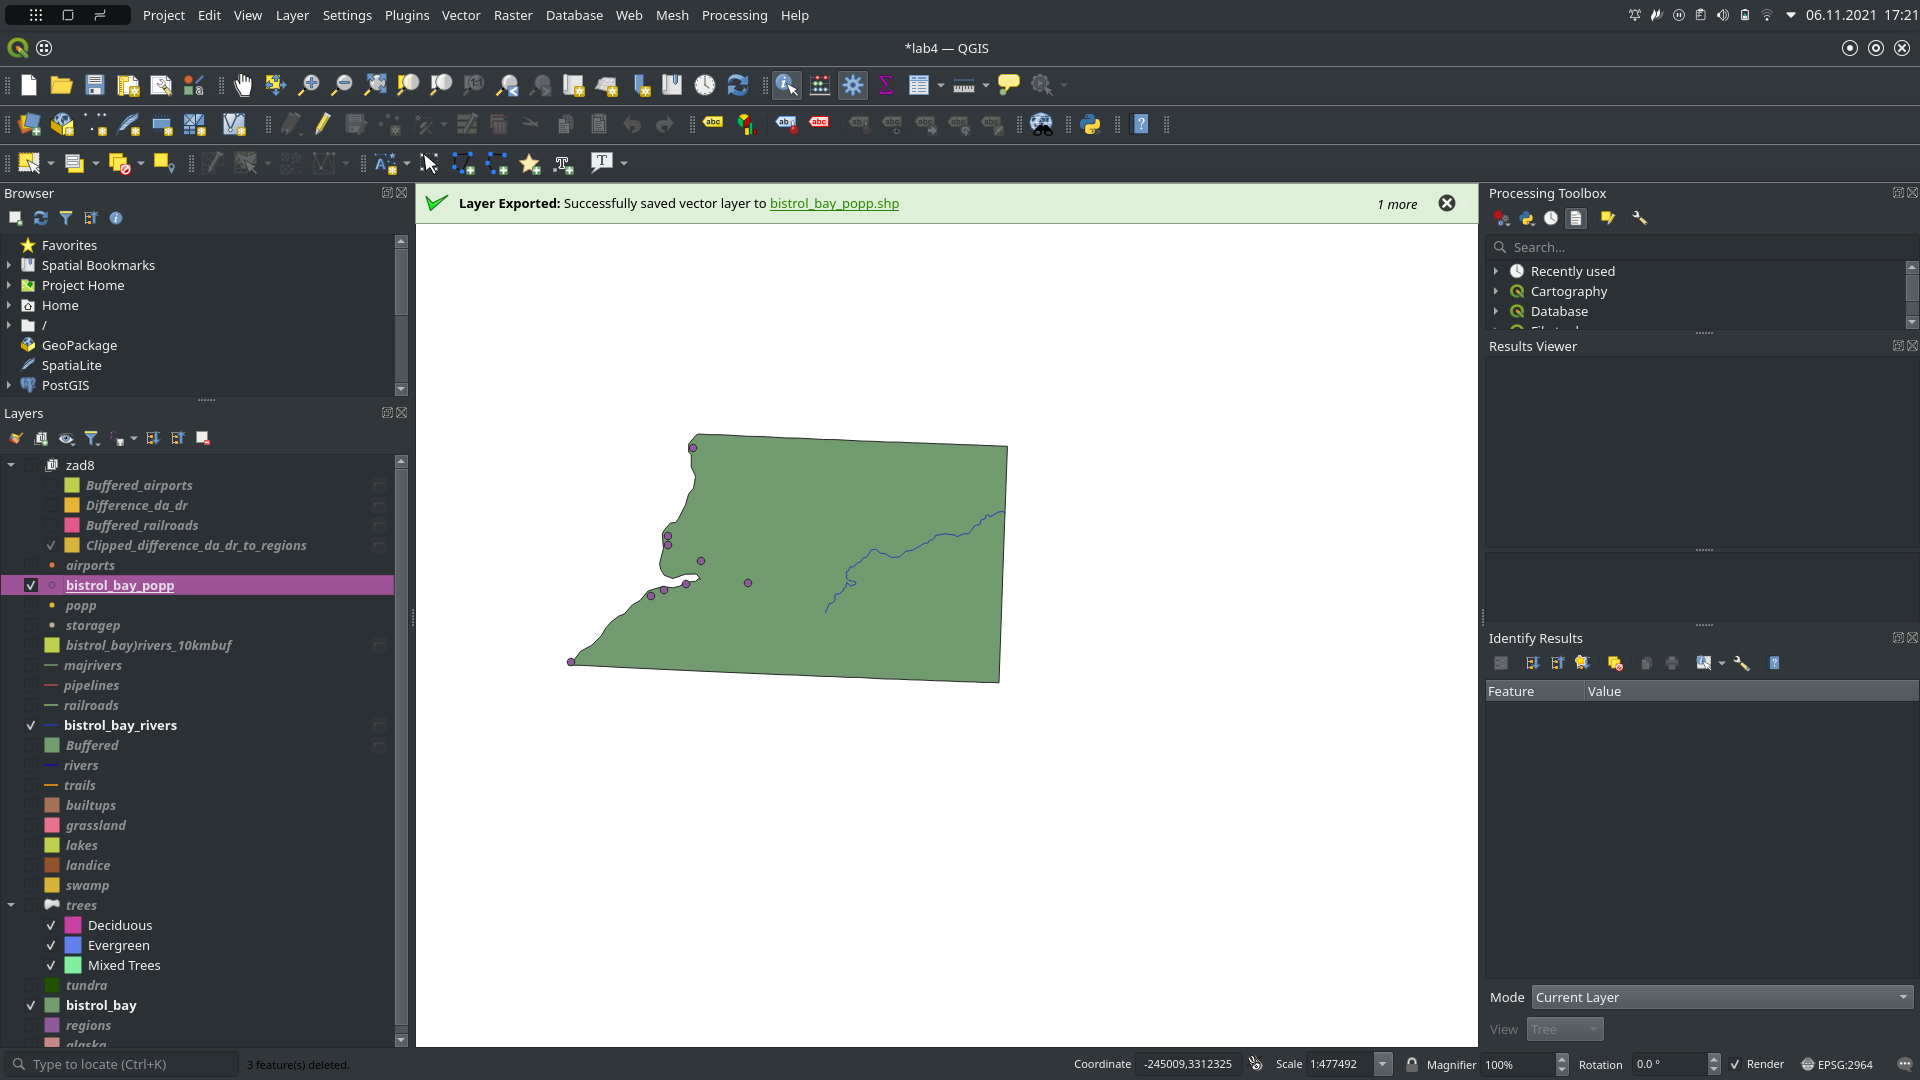 Project Edit View Layer Settings Plugins Vector Raster Database Web Mesh Processing Help 06.11.2021 17:21
*lab4 — QGIS
Browser
Favorites
Spatial Bookmarks
Project Home
Home
/
GeoPackage
SpatiaLite
PostGIS
Layers
zad8
Buffered_airports
Difference_da_dr
Buffered_railroads
Clipped_difference_da_dr_to_regions
airports
bistrol_bay_popp
popp
storagep
bistrol_bay)rivers_10kmbuf
majrivers
pipelines
railroads
bistrol_bay_rivers
Buffered
rivers
trails
builtups
grassland
lakes
landice
swamp
trees
Deciduous
Evergreen
Mixed Trees
tundra
bistrol_bay
regions
alaska
Layer Exported: Successfully saved vector layer to bistrol_bay_popp.shp 1 more
Processing Toolbox
Search...
Recently used
Cartography
Database
Results Viewer
Identify Results
Feature Value
Mode Current Layer
View Tree
Type to locate (Ctrl+K) 3 feature(s) deleted. Coordinate -245009,3312325 Scale 1:477492 Magnifier 100% Rotation 0.0 ° Render EPSG:2964